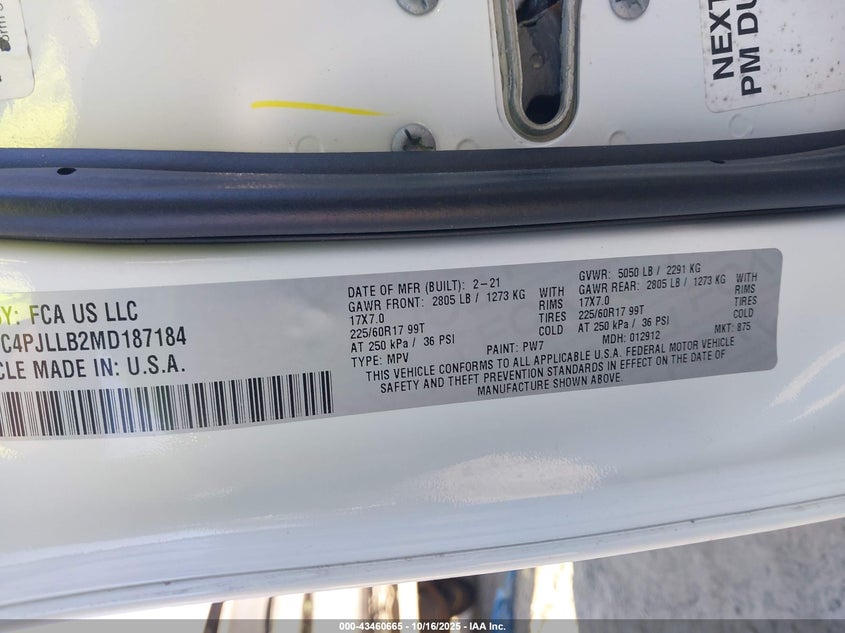 NEXT
PM DU
Y: FCA US LLC
C4PJLLB2MD187184
CLE MADE IN: U.S.A.
DATE OF MFR (BUILT): 2-21
GAWR FRONT: 2805 LB / 1273 KG WITH
17X7.0 RIMS
225/60R17 99T TIRES
AT 250 kPa / 36 PSI COLD
TYPE: MPV PAINT: PW7
GVWR: 5050 LB / 2291 KG
GAWR REAR: 2805 LB / 1273 KG WITH
17X7.0 RIMS
225/60R17 99T TIRES
AT 250 kPa / 36 PSI COLD
MDH: 012912 MKT: 875
THIS VEHICLE CONFORMS TO ALL APPLICABLE U.S.A. FEDERAL MOTOR VEHICLE
SAFETY AND THEFT PREVENTION STANDARDS IN EFFECT ON THE DATE OF
MANUFACTURE SHOWN ABOVE.
000-43460665 - 10/16/2025 - IAA Inc.